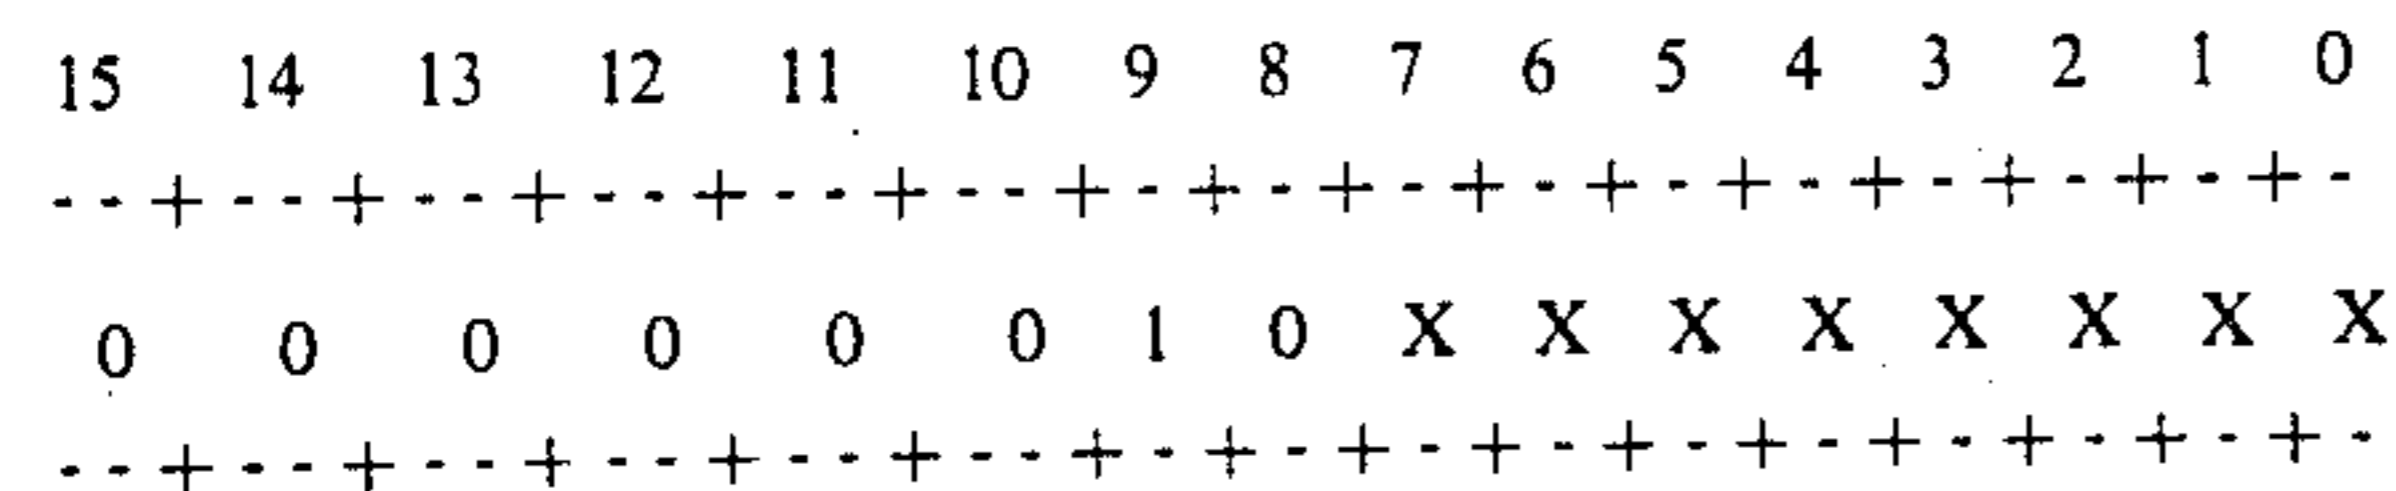 15 14 13 12 11 10 9 8 7 6 5 4 3 2 1 0
--+--+--+--+--+--+-+-+-+-+-+-+-+-+-+-
0 0 0 0 0 0 1 0 X X X X X X X X
--+--+--+--+--+--+-+-+-+-+-+-+-+-+-+-